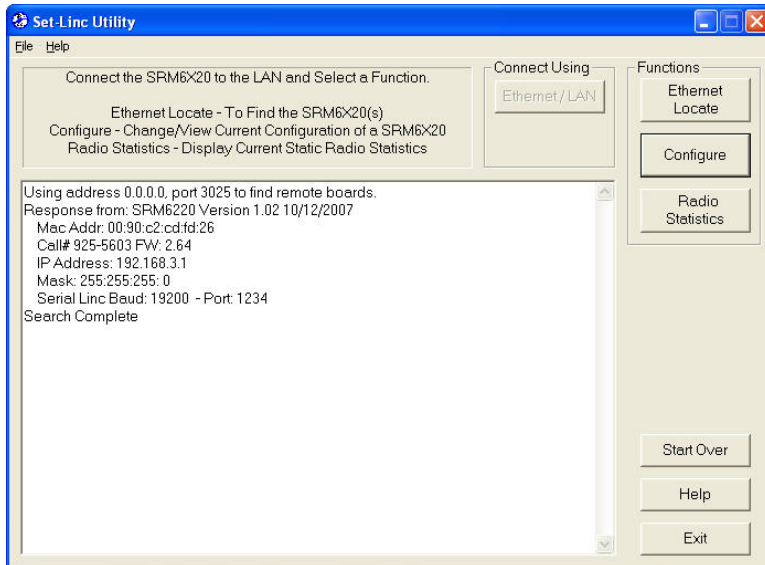 Set-Linc Utility
File Help
Connect the SRM6X20 to the LAN and Select a Function.
Ethernet Locate - To Find the SRM6X20(s)
Configure - Change/View Current Configuration of a SRM6X20
Radio Statistics - Display Current Static Radio Statistics
Connect Using
Ethernet / LAN
Functions
Ethernet
Locate
Configure
Radio
Statistics
Using address 0.0.0.0, port 3025 to find remote boards.
Response from: SRM6220 Version 1.02 10/12/2007
Mac Addr: 00:90:c2:cd:fd:26
Call# 925-5603 FW: 2.64
IP Address: 192.168.3.1
Mask: 255:255:255: 0
Serial Linc Baud: 19200 - Port: 1234
Search Complete
Start Over
Help
Exit